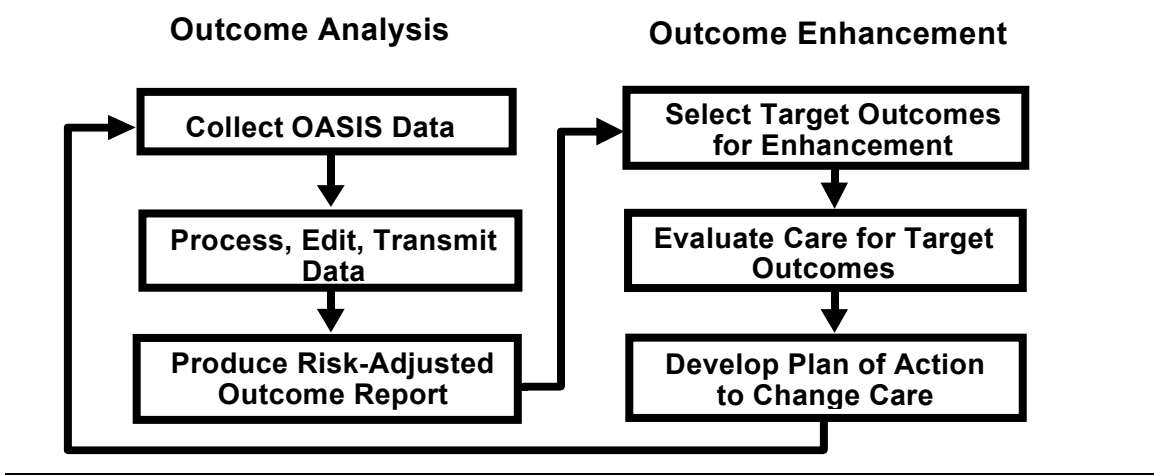 Outcome Analysis
Collect OASIS Data
Process, Edit, Transmit
Data
Produce Risk-Adjusted
Outcome Report
Outcome Enhancement
Select Target Outcomes
for Enhancement
Evaluate Care for Target
Outcomes
Develop Plan of Action
to Change Care